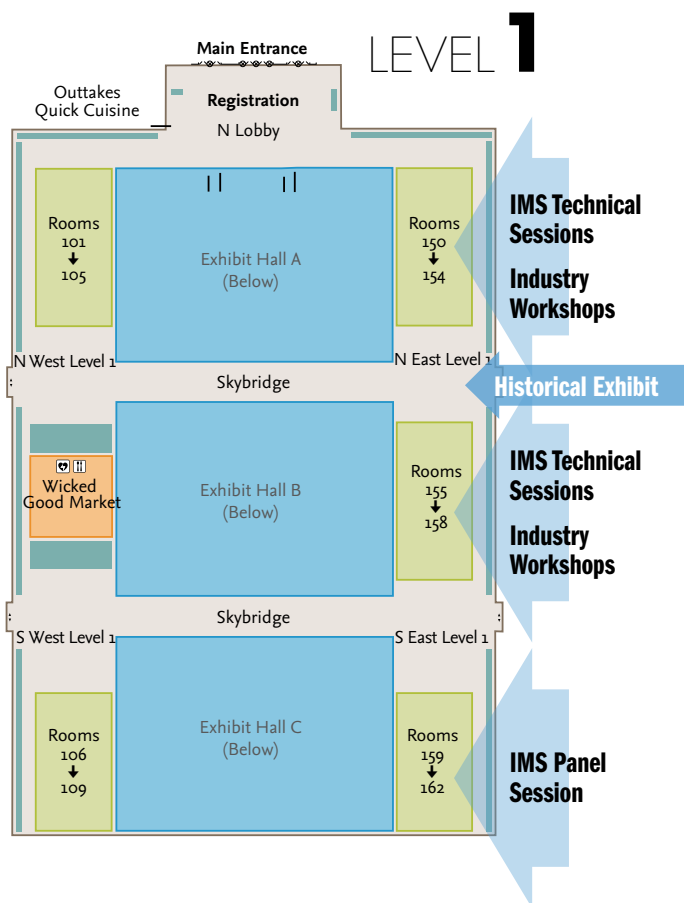 LEVEL 1
Main Entrance
Outtakes
Quick Cuisine
Registration
N Lobby
Rooms
101
105
Exhibit Hall A
(Below)
Rooms
150
154
IMS Technical
Sessions
Industry
Workshops
N West Level 1
N East Level 1
Skybridge
Historical Exhibit
Wicked
Good Market
Exhibit Hall B
(Below)
Rooms
155
158
IMS Technical
Sessions
Industry
Workshops
Skybridge
S West Level 1
S East Level 1
Rooms
106
109
Exhibit Hall C
(Below)
Rooms
159
162
IMS Panel
Session